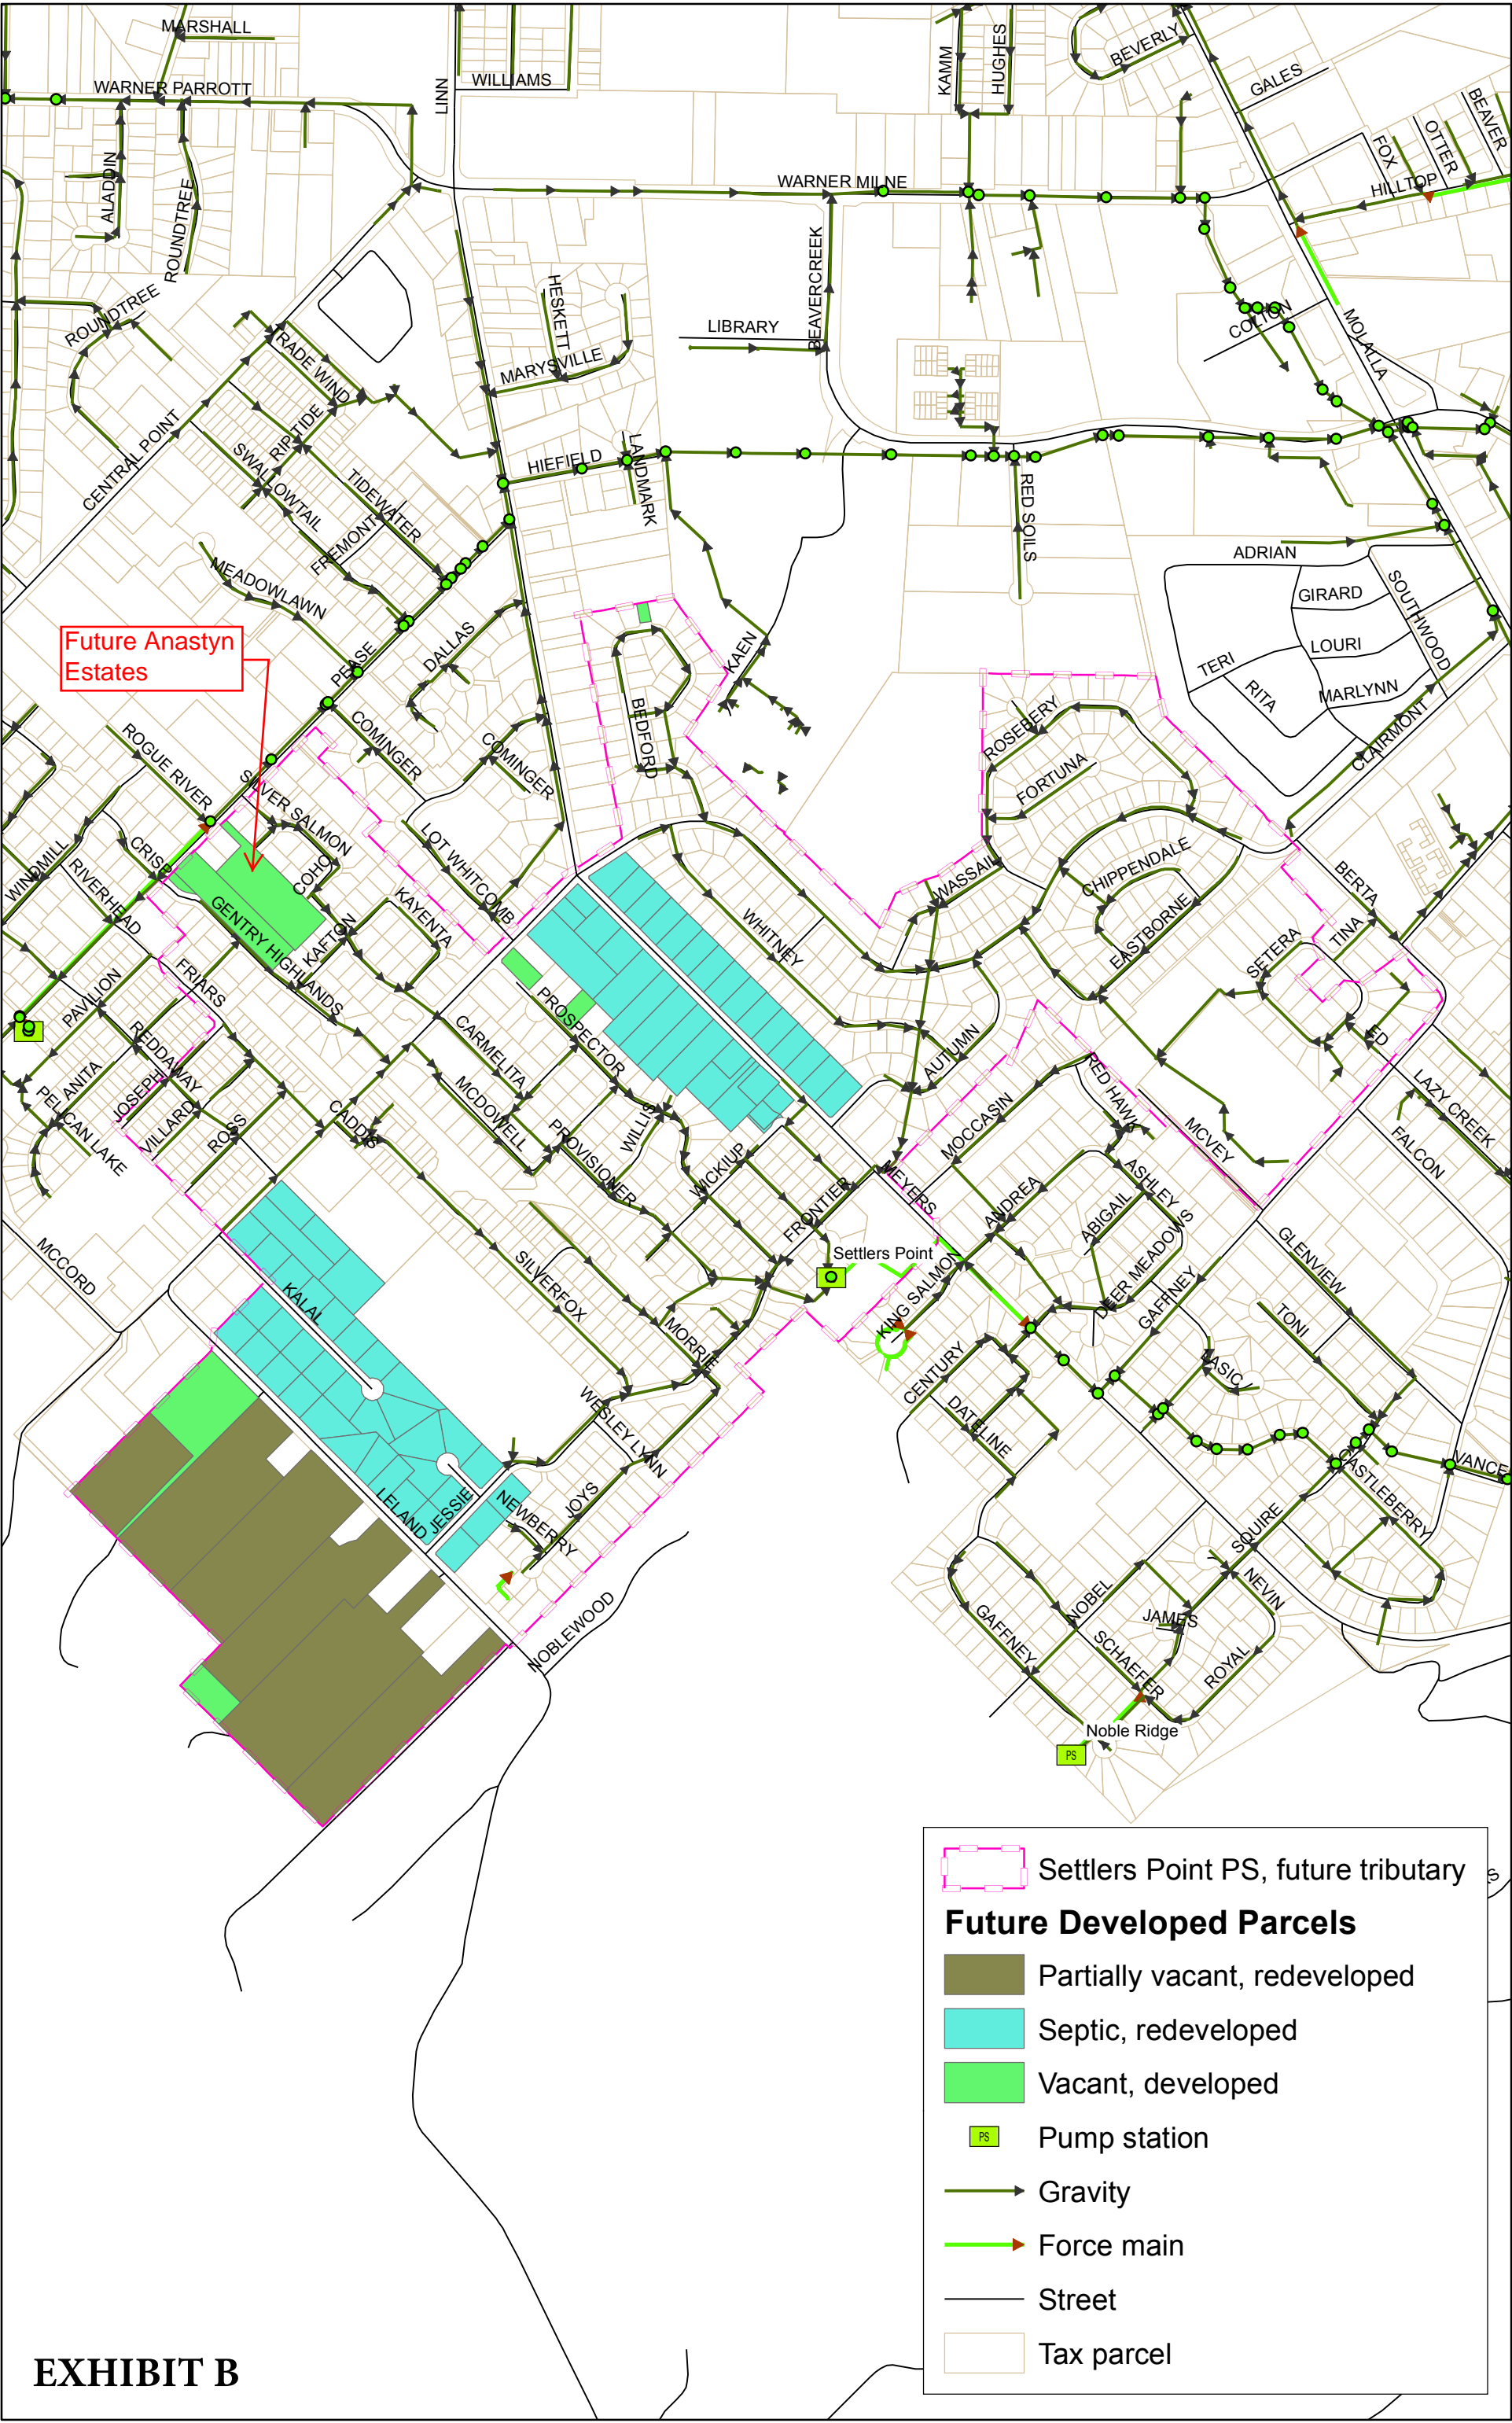 MARSHALL
WILLIAMS
KAMM
HUGHES
BEVERLY
LINN
WARNER PARROTT
GALES
BEAVER
OTTER
FOX
HILLTOP
ALADDIN
ROUNDTREE
WARNER MILNE
BEAVERCREEK
ROUNDTREE
HESKETT
LIBRARY
COLTON
MOLALLA
MARYSVILLE
TRADE WIND
RIP TIDE
CENTRAL POINT
SWALLOWTAIL
TIDEWATER
HIEFIELD
LANDMARK
RED SOILS
FREMONT
MEADOWLAWN
ADRIAN
GIRARD
SOUTHWOOD
LOURI
TERI
RITA
MARLYNN
CLAIRMONT
Future Anastyn
Estates
PEASE
DALLAS
KAEN
BEDFORD
ROSEBERY
FORTUNA
COMINGER
COMINGER
ROGUE RIVER
SILVER SALMON
LOT WHITCOMB
CRISP
COHO
WINDMILL
RIVERHEAD
GENTRY HIGHLANDS
KAFTON
KAYENTA
WASSAIL
CHIPPENDALE
EASTBORNE
BERTA
TINA
SETERA
WHITNEY
FRIARS
PAVILION
REDDAWAY
LANITA
JOSEPH
PELICAN LAKE
VILLARD
ROSS
CADDIS
CARMELITA
MCDOWELL
PROSPECTOR
PROVISIONER
WILLIS
WICKIUP
FRONTIER
AUTUMN
MOCCASIN
RED HAWK
ED
LAZY CREEK
FALCON
MCVEY
MEYERS
ANDREA
ASHLEY
ABIGAIL
DEER MEADOWS
GAFFNEY
GLENVIEW
TONI
Settlers Point
KING SALMON
MCCORD
KALAL
SILVERFOX
MORRIE
CENTURY
DATELINE
VANCE
CASTLEBERRY
WESLEY LYNN
JOYS
NEWBERRY
JESSIE
LELAND
SQUIRE
NEVIN
NOBEL
JAMES
GAFFNEY
SCHAEFER
ROYAL
NOBLEWOOD
Noble Ridge
PS
Settlers Point PS, future tributary
Future Developed Parcels
Partially vacant, redeveloped
Septic, redeveloped
Vacant, developed
PS
Pump station
Gravity
Force main
Street
Tax parcel
EXHIBIT B